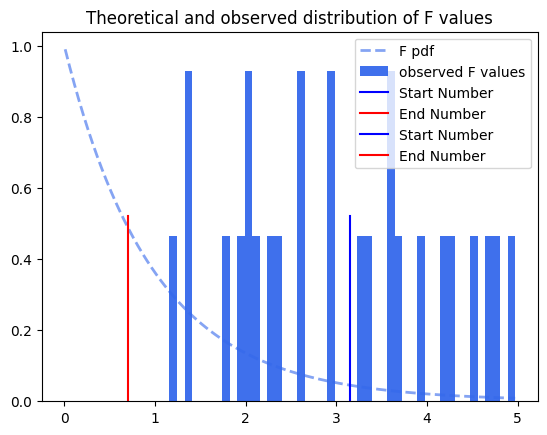 Theoretical and observed distribution of F values
1.0
0.8
0.6
0.4
0.2
0.0
F pdf
observed F values
Start Number
End Number
Start Number
End Number
0 1 2 3 4 5